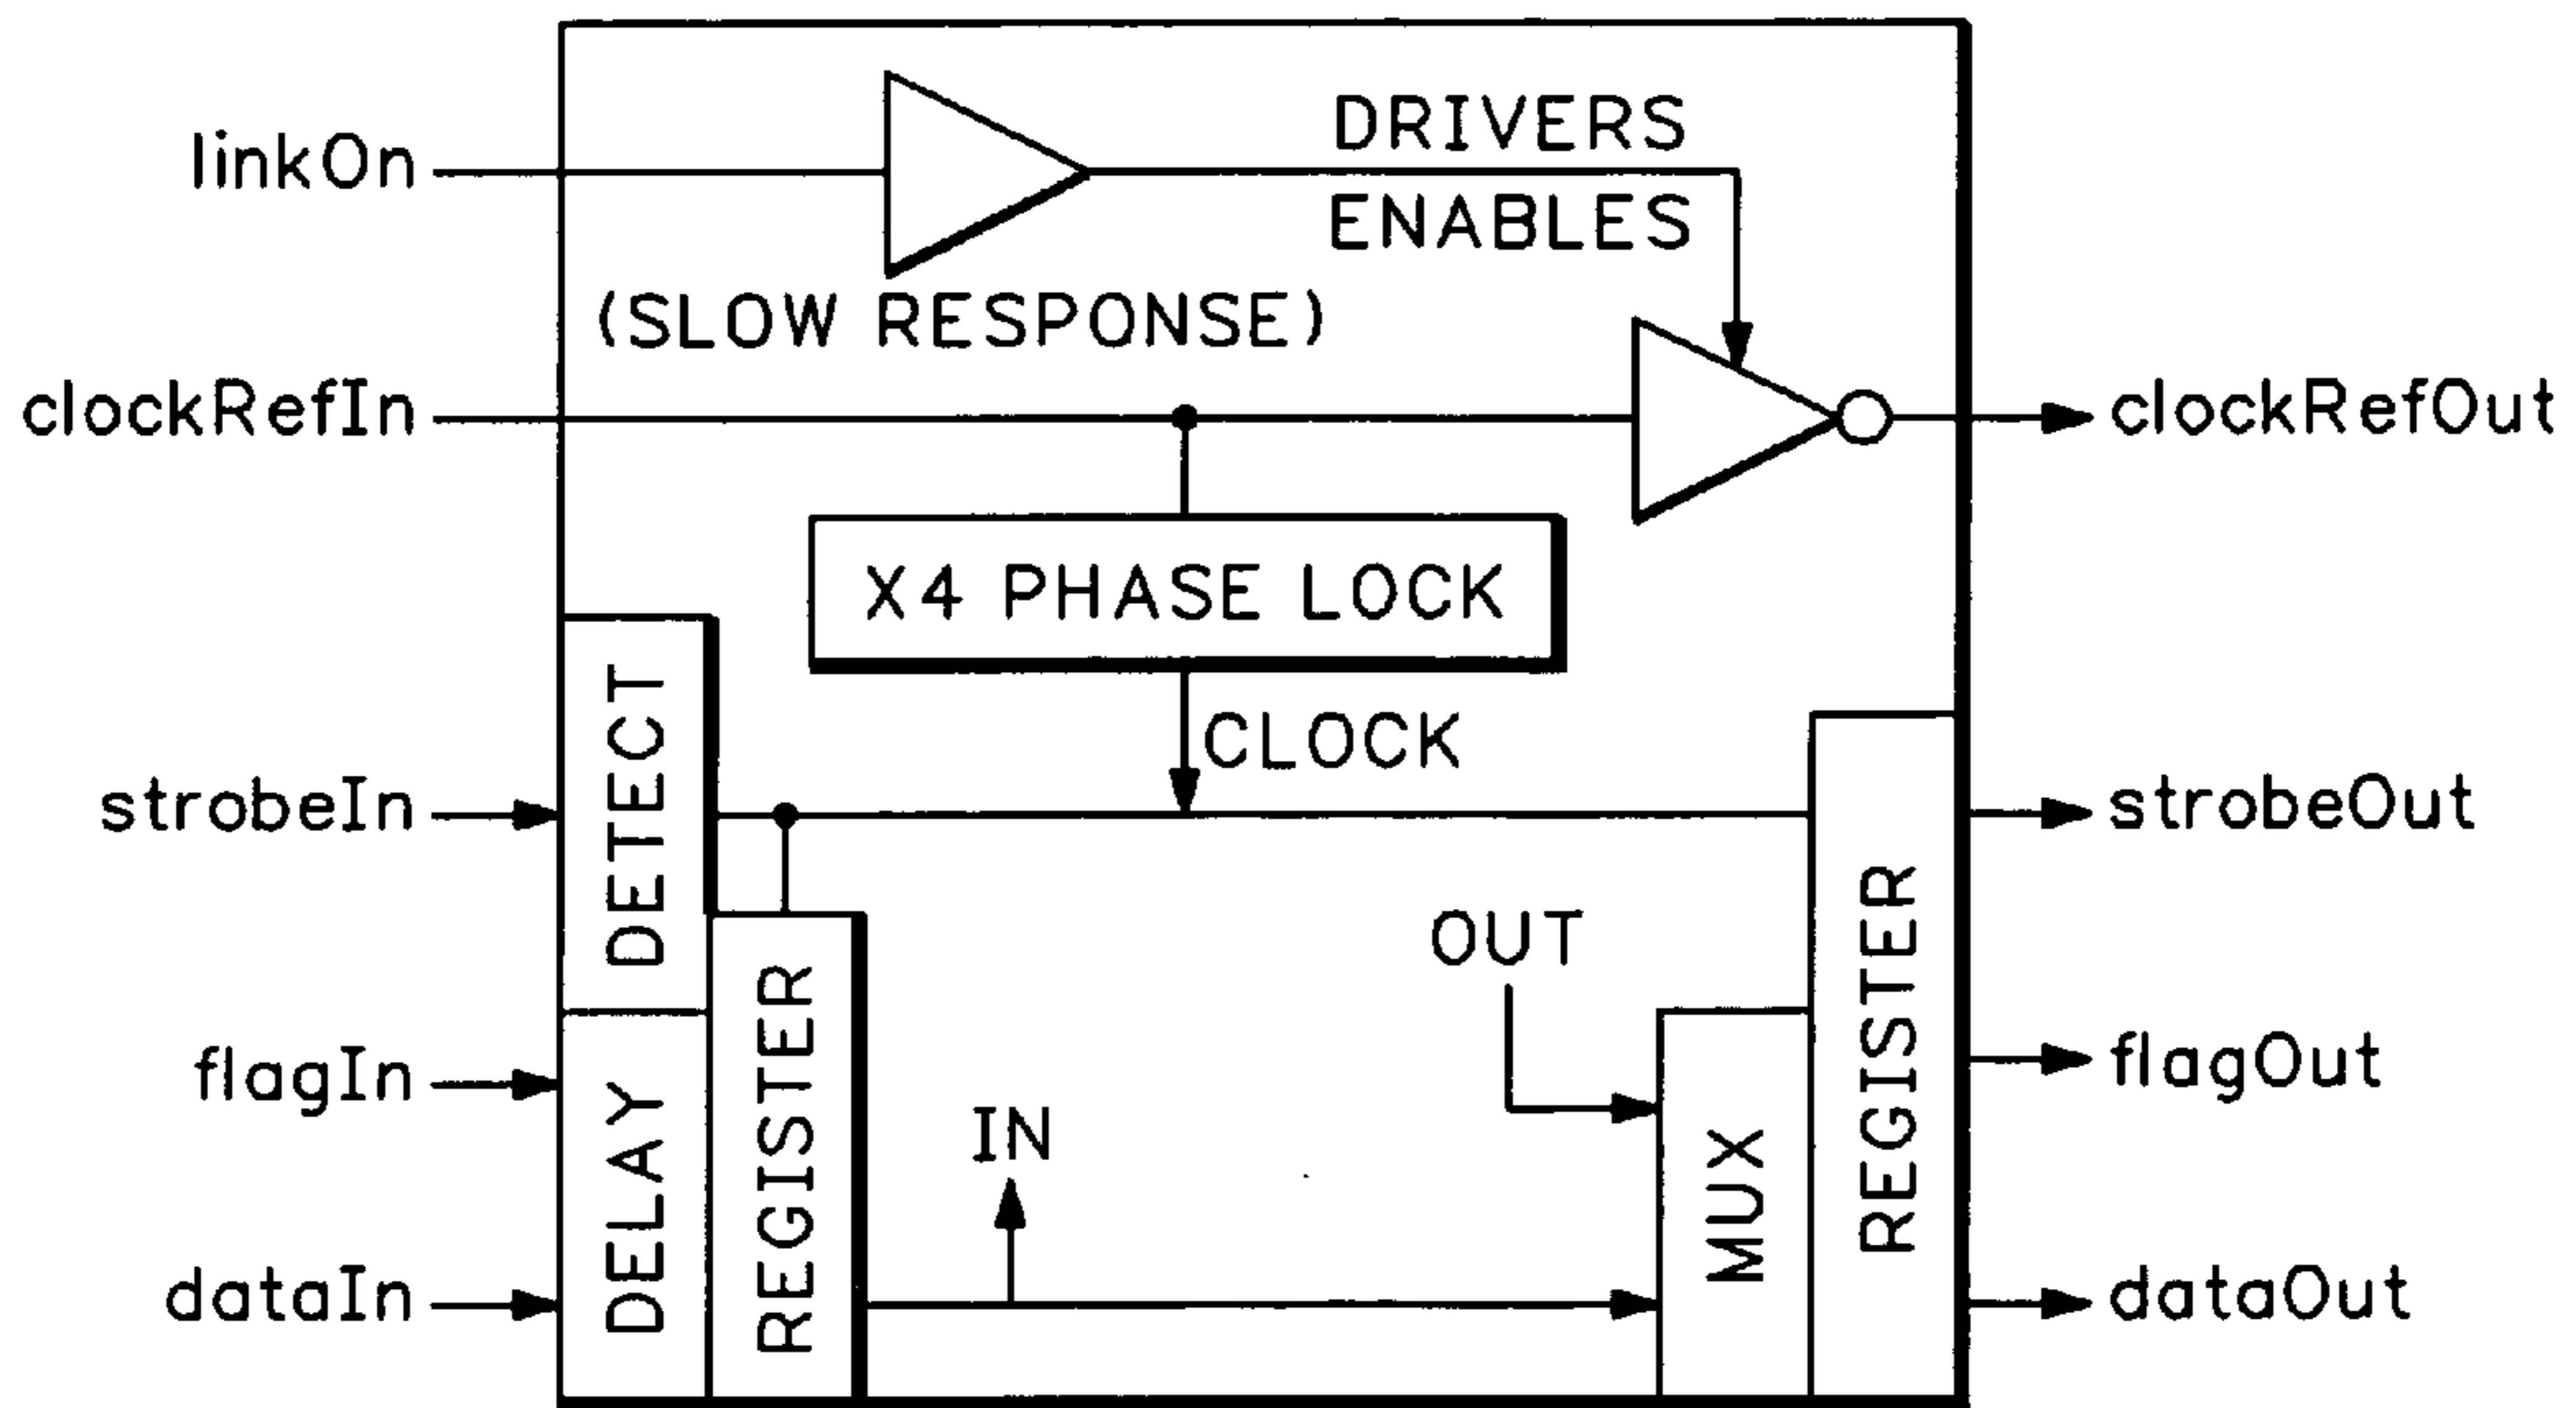 linkOn
DRIVERS
ENABLES
(SLOW RESPONSE)
clockRefIn
clockRefOut
X4 PHASE LOCK
CLOCK
DETECT
strobeIn
strobeOut
OUT
REGISTER
REGISTER
flagIn
flagOut
DELAY
IN
MUX
dataIn
dataOut